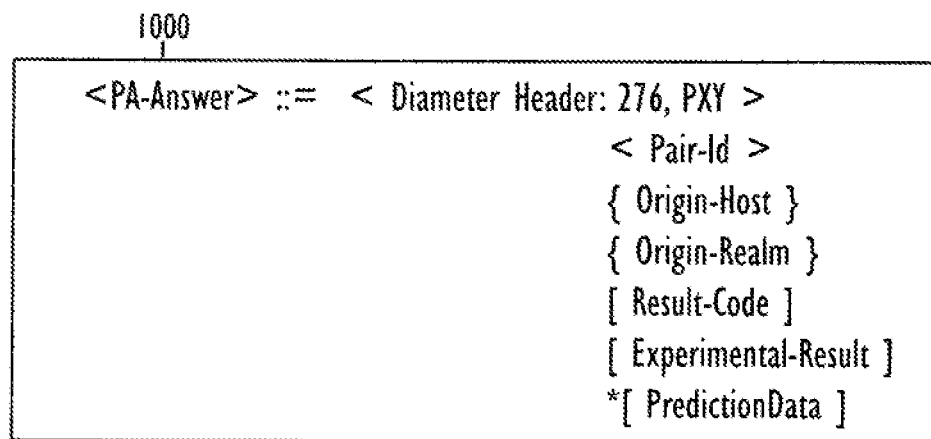 1000
<PA-Answer> ::= < Diameter Header: 276, PXY >
< Pair-Id >
{ Origin-Host }
{ Origin-Realm }
[ Result-Code ]
[ Experimental-Result ]
*[ PredictionData ]